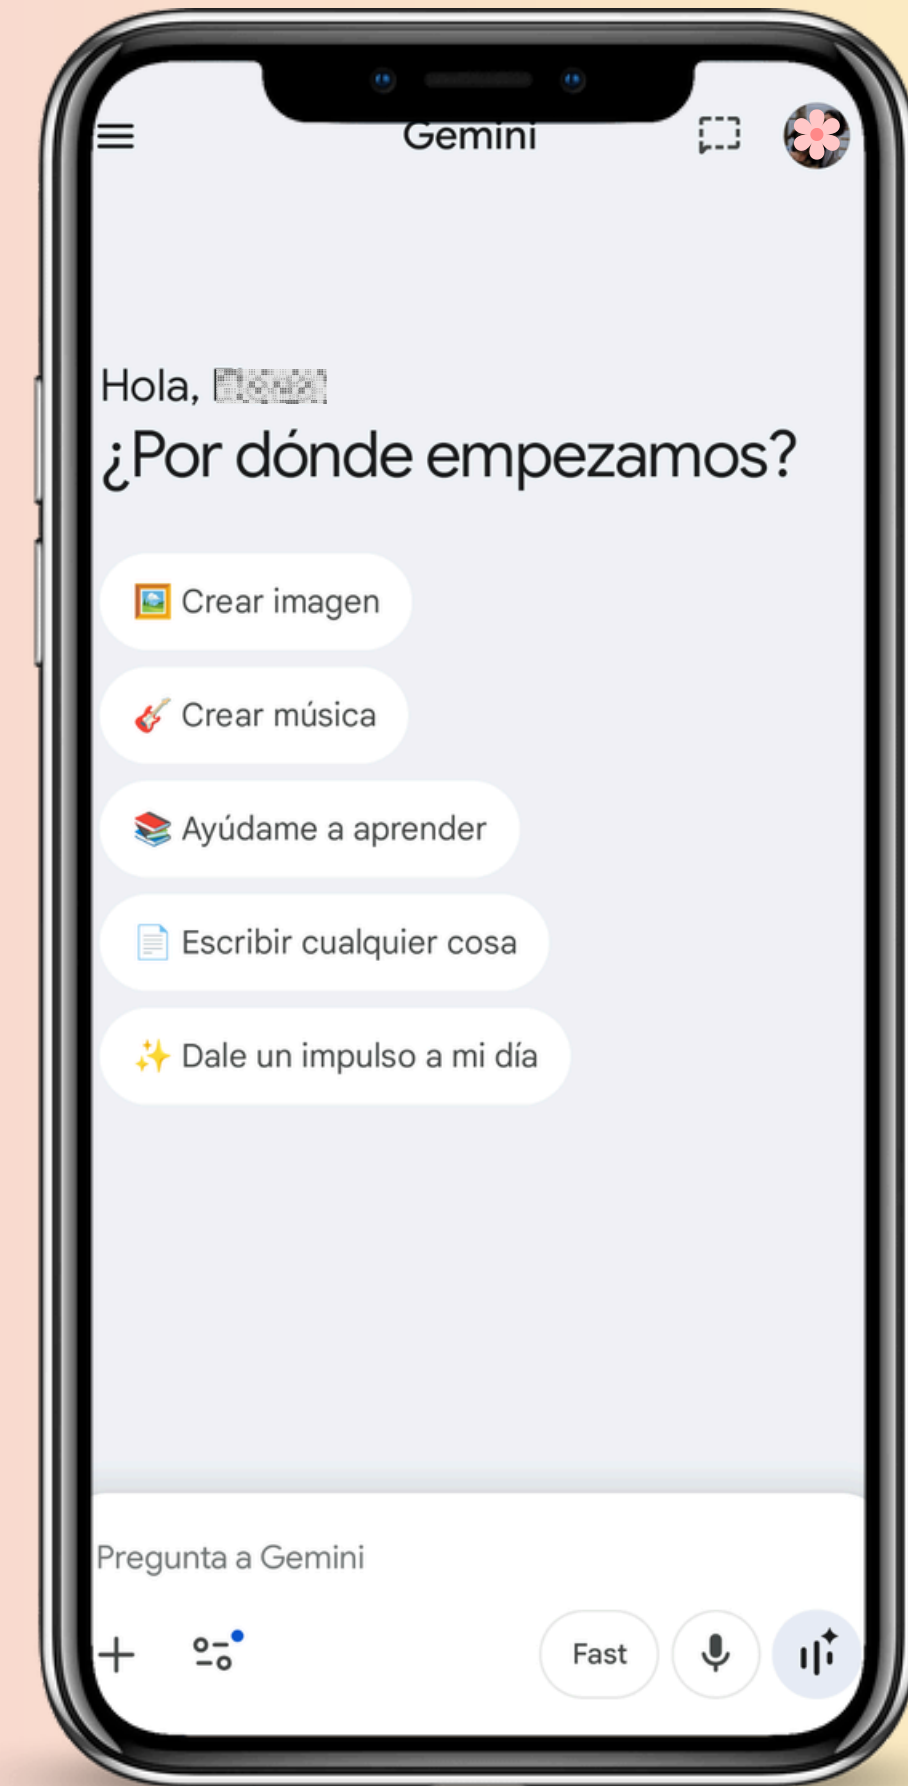 Gemini
Hola,
¿Por dónde empezamos?
Crear imagen
Crear música
Ayúdame a aprender
Escribir cualquier cosa
Dale un impulso a mi día
Pregunta a Gemini
Fast